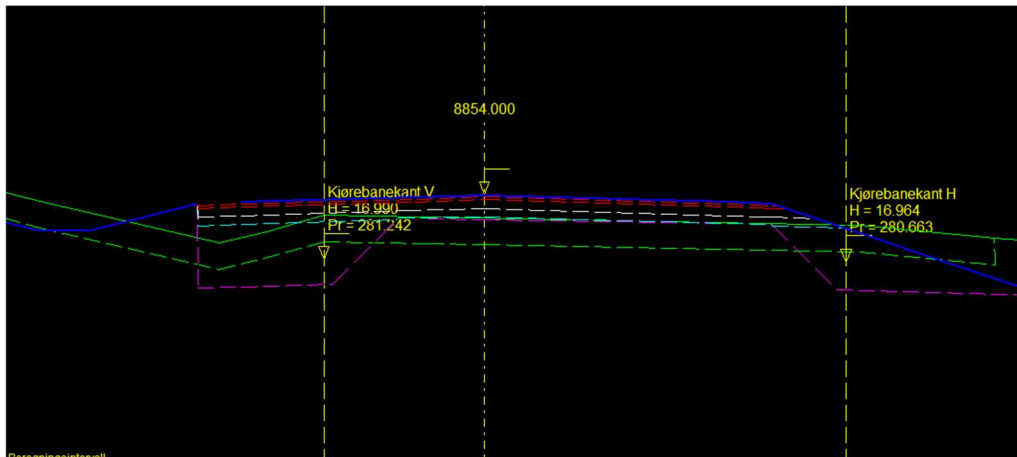 8854.000
Kjørebanekant V
H = 16.990
Pr = 281.242
Kjørebanekant H
H = 16.964
Pr = 280.663